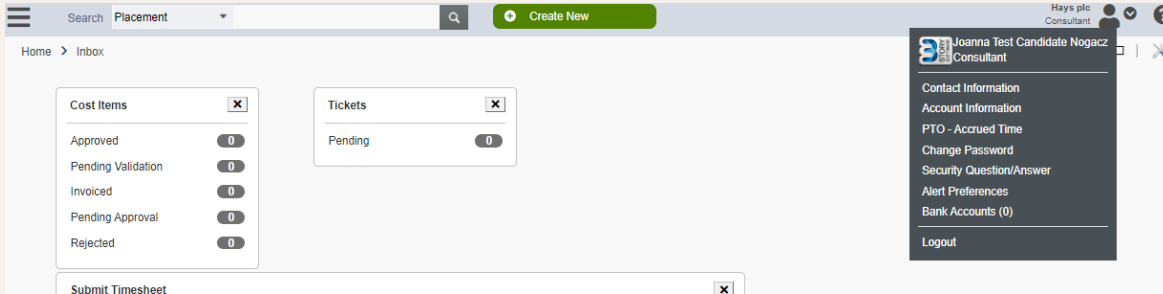 Search Placement
Create New
Hays plc
Consultant
Home > Inbox
Joanna Test Candidate Nogacz
Consultant
Contact Information
Account Information
PTO - Accrued Time
Change Password
Security Question/Answer
Alert Preferences
Bank Accounts (0)
Logout
Cost Items
Approved 0
Pending Validation 0
Invoiced 0
Pending Approval 0
Rejected 0
Tickets
Pending 0
Submit Timesheet